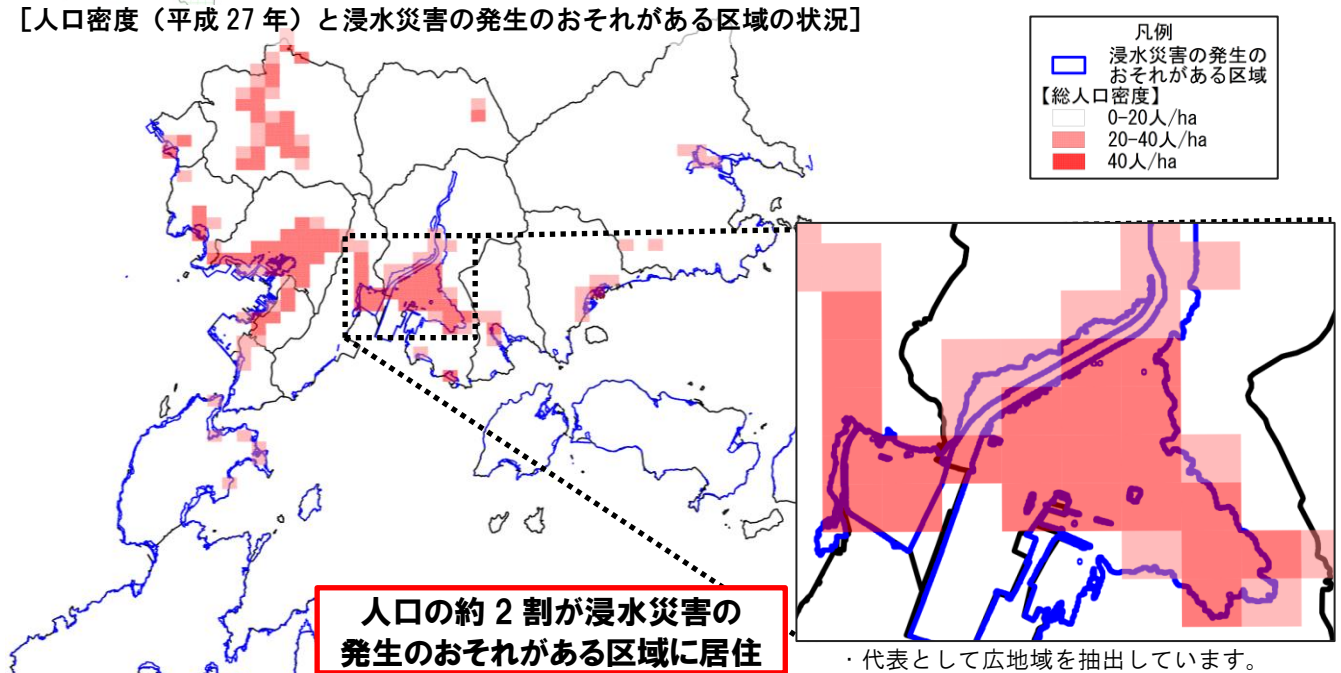 [人口密度（平成 27 年）と浸水災害の発生のおそれがある区域の状況]
凡例
浸水災害の発生の
おそれがある区域
【総人口密度】
0-20人/ha
20-40人/ha
40人/ha
人口の約 2 割が浸水災害の
発生のおそれがある区域に居住
・代表として広地域を抽出しています。